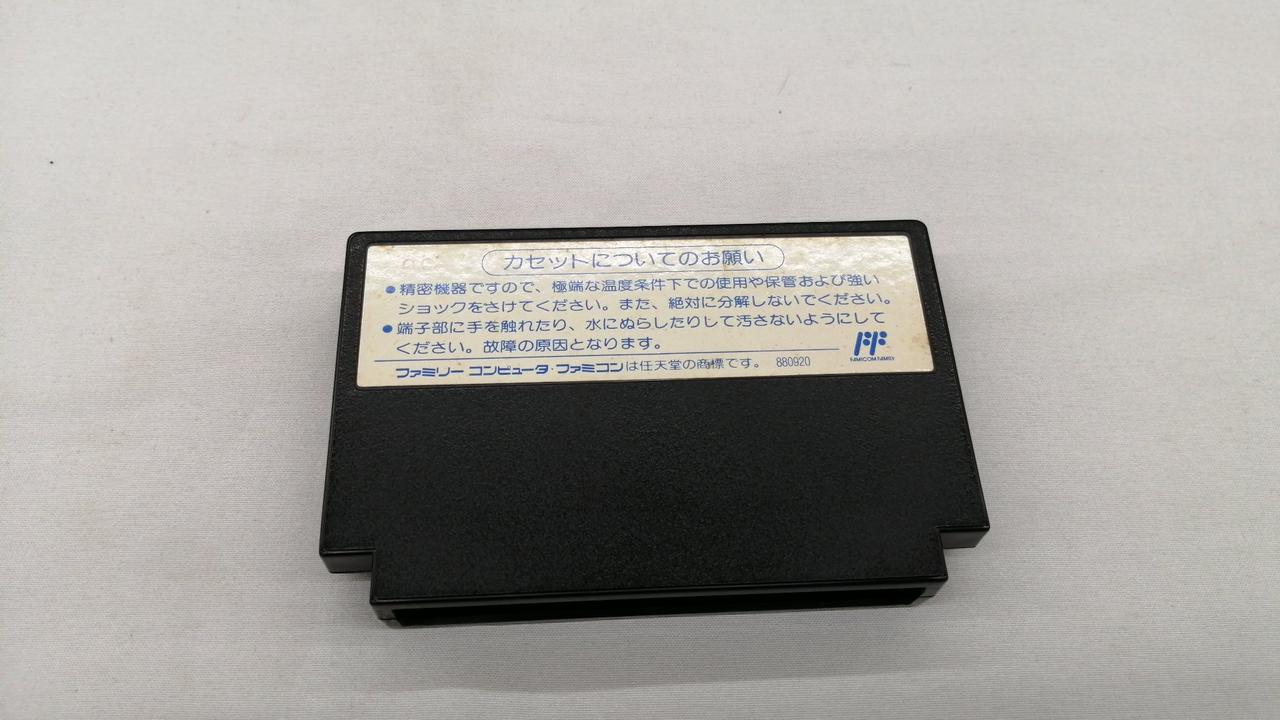 カセットについてのお願い
●精密機器ですので、極端な温度条件下での使用や保管および強い
ショックをさけてください。また、絶対に分解しないでください。
●端子部に手を触れたり、水にぬらしたりして汚さないようにして
ください。故障の原因となります。
FF
FAMICOM FAMILY
ファミリー コンピュータ・ファミコンは任天堂の商標です。 880920